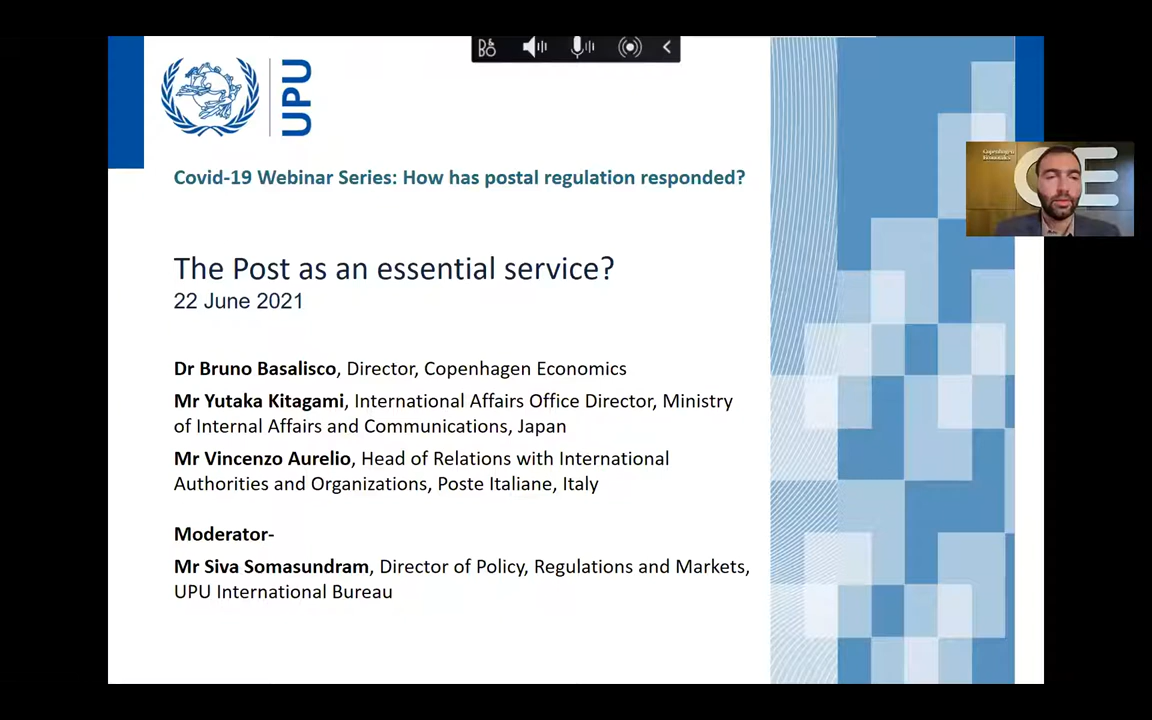 UPU
Covid-19 Webinar Series: How has postal regulation responded?
Copenhagen
Economics
CE
The Post as an essential service?
22 June 2021
Dr Bruno Basalisco, Director, Copenhagen Economics
Mr Yutaka Kitagami, International Affairs Office Director, Ministry
of Internal Affairs and Communications, Japan
Mr Vincenzo Aurelio, Head of Relations with International
Authorities and Organizations, Poste Italiane, Italy
Moderator-
Mr Siva Somasundram, Director of Policy, Regulations and Markets,
UPU International Bureau